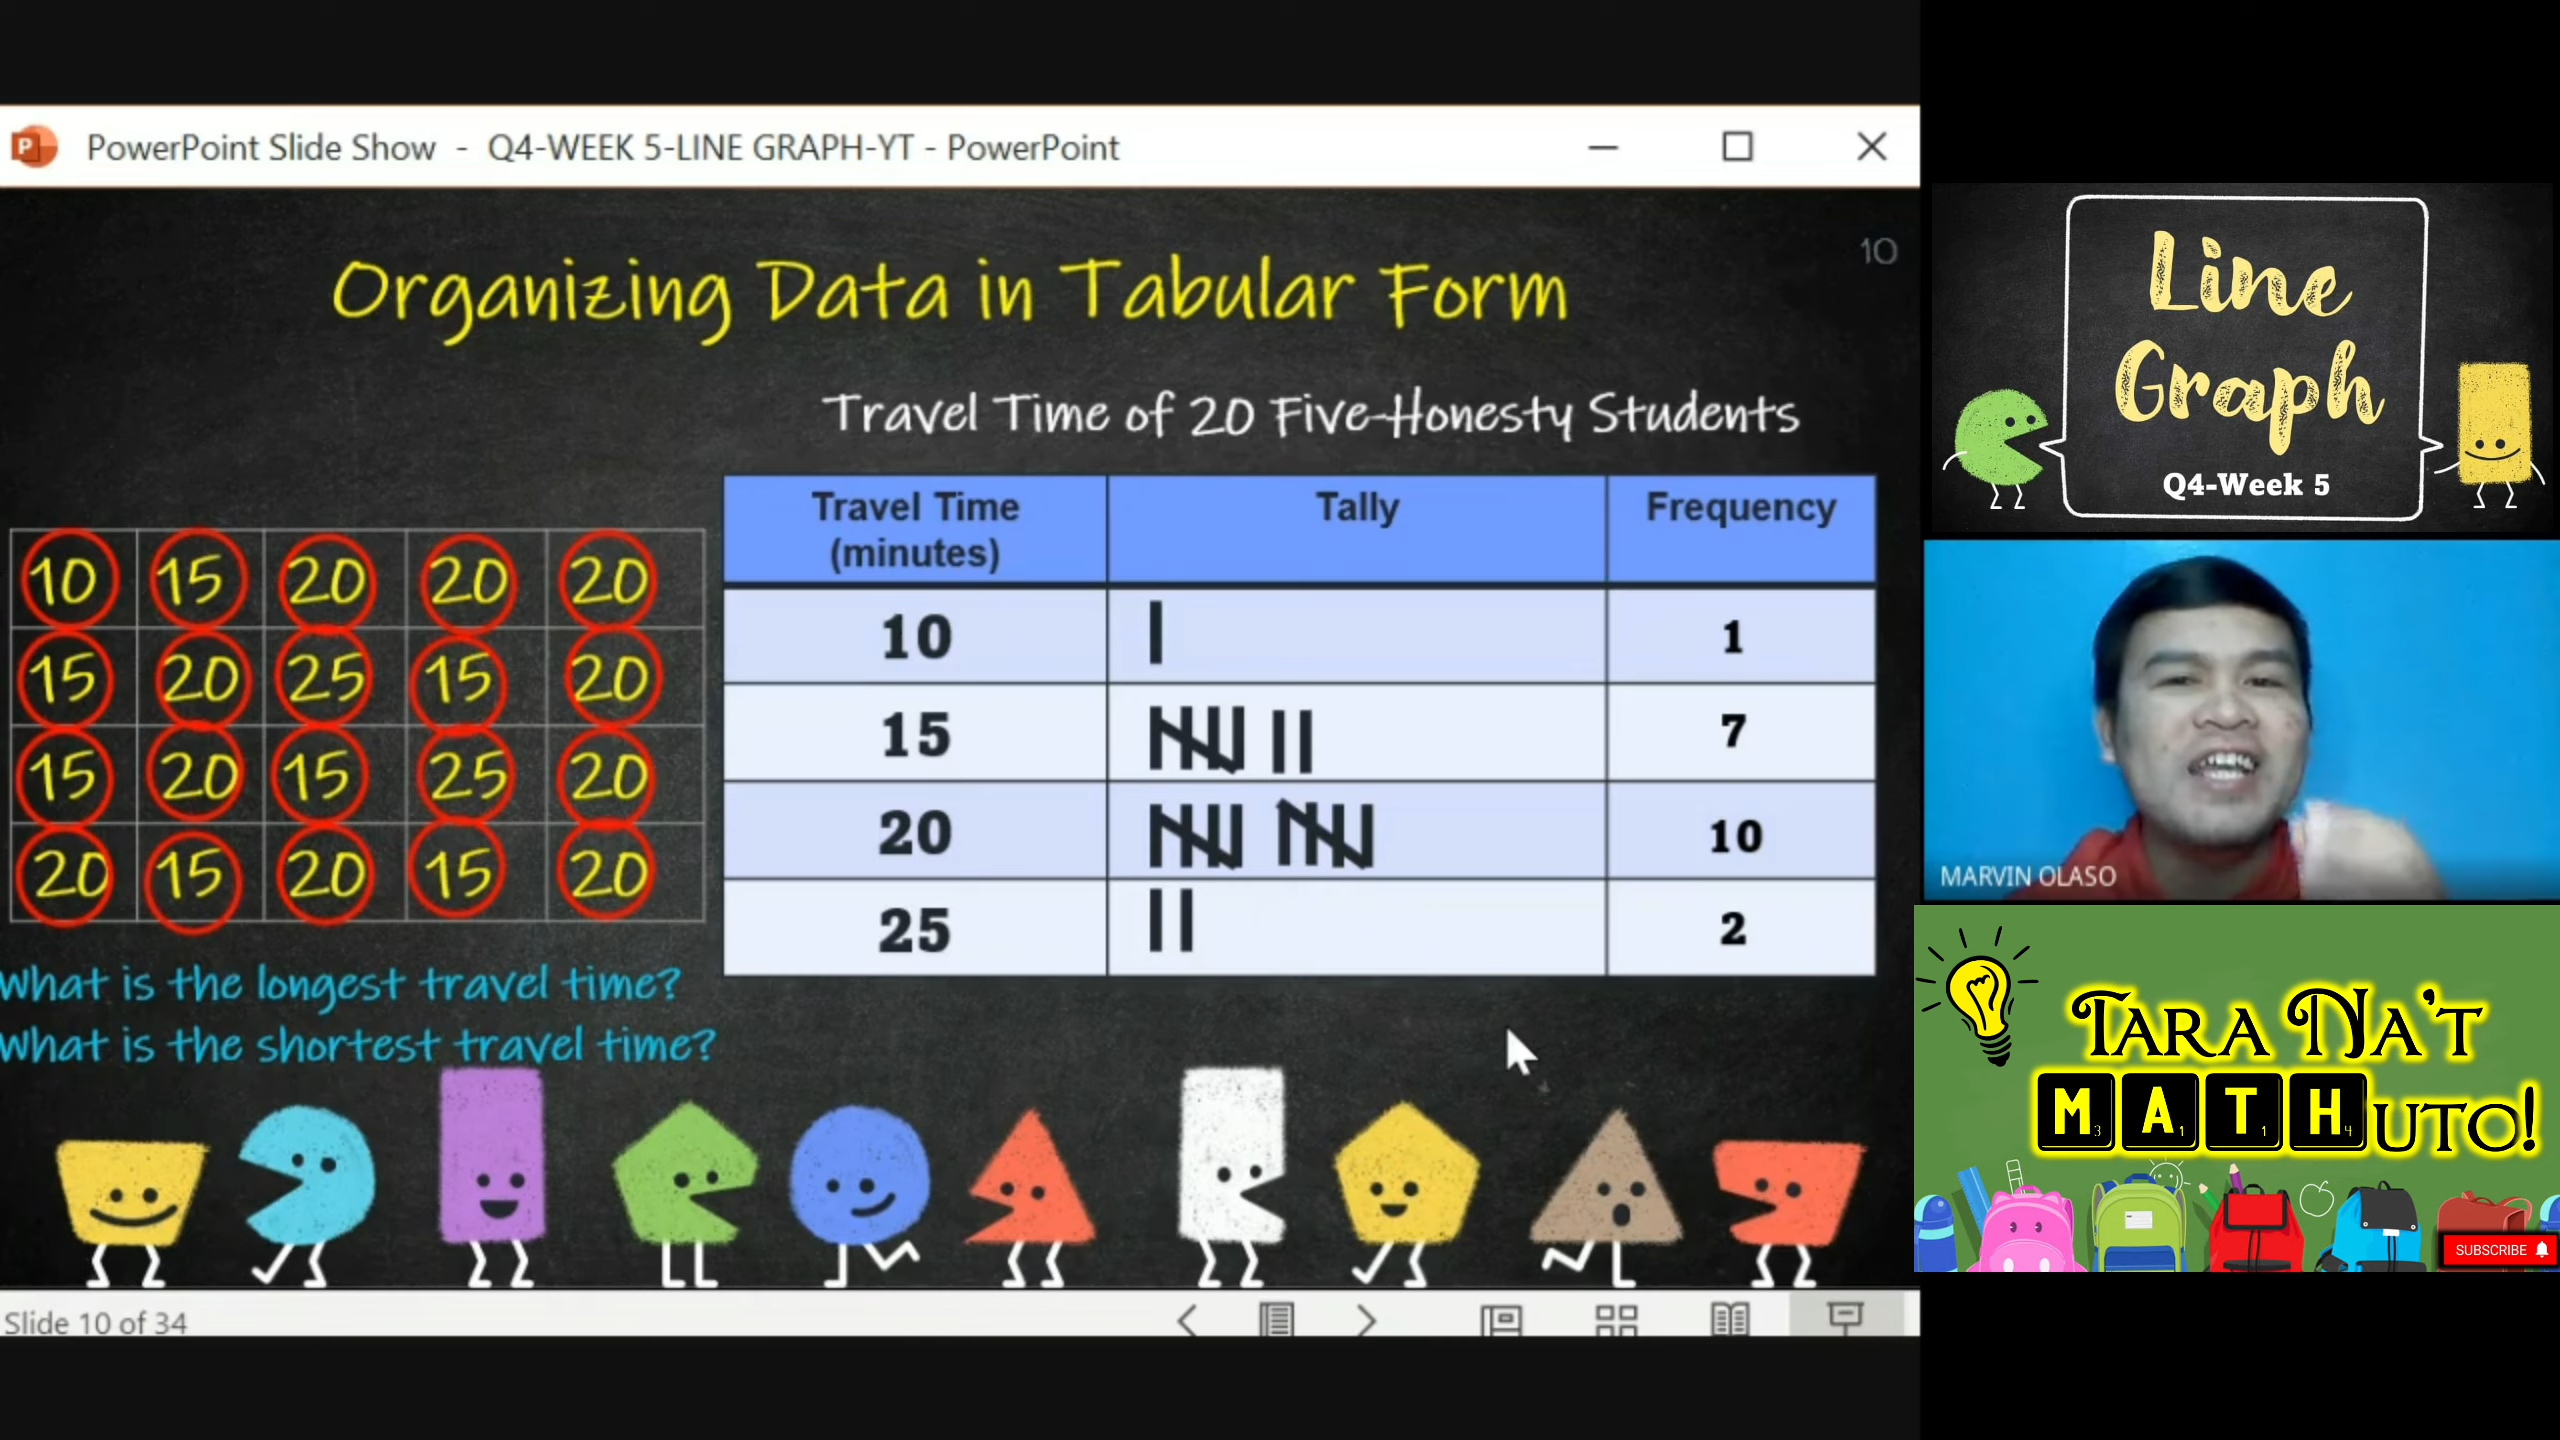 PowerPoint Slide Show - Q4-WEEK 5-LINE GRAPH-YT - PowerPoint
10
Organizing Data in Tabular Form
Travel Time of 20 Five-Honesty Students
10 15 20 20 20
15 20 25 15 20
15 20 15 25 20
20 15 20 15 20
What is the longest travel time?
What is the shortest travel time?
Travel Time (minutes) Tally Frequency
10 1
15 7
20 10
25 2
Slide 10 of 34
Line
Graph
Q4-Week 5
MARVIN OLASO
TARA NA'T
MATHUTO!
SUBSCRIBE